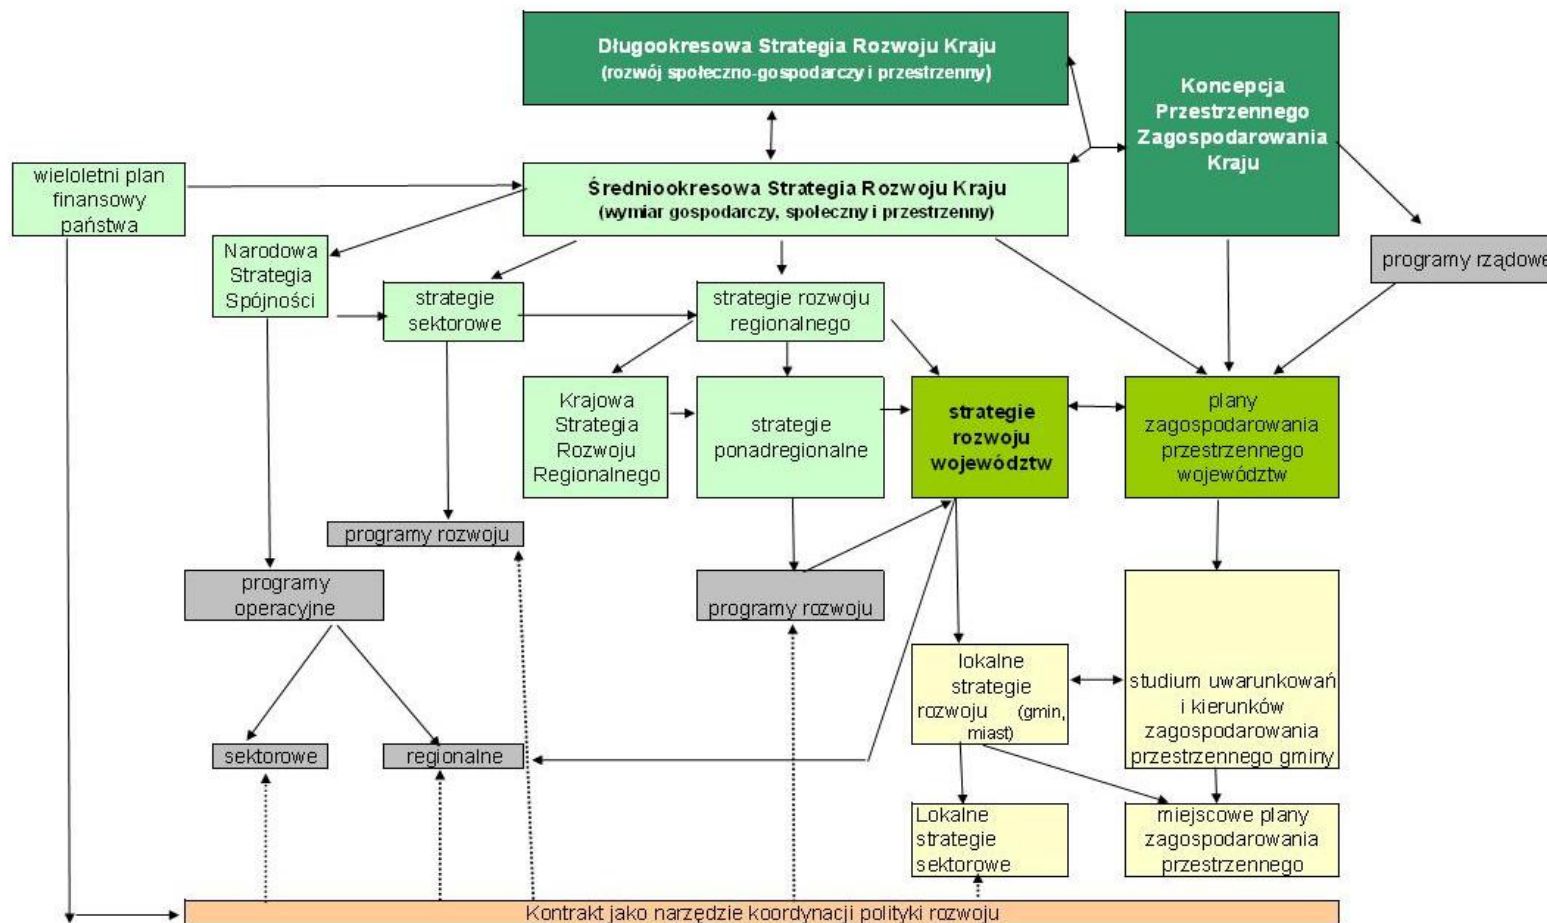 Długookresowa Strategia Rozwoju Kraju
(rozwój społeczno-gospodarczy i przestrzenny)
Koncepcja
Przestrzennego
Zagospodarowania
Kraju
wieloletni plan
finansowy
państwa
Średniookresowa Strategia Rozwoju Kraju
(wymiar gospodarczy, społeczny i przestrzenny)
Narodowa
Strategia
Spójności
programy rządowe
strategie
sektorowe
strategie rozwoju
regionalnego
Krajowa
Strategia
Rozwoju
Regionalnego
strategie
ponadregionalne
strategie
rozwoju
województw
plany
zagospodarowania
przestrzennego
województw
programy rozwoju
programy
operacyjne
programy rozwoju
lokalne
strategie
rozwoju (gmin,
miast)
studium uwarunkowań
i kierunków
zagospodarowania
przestrzennego gminy
sektorowe
regionalne
Lokalne
strategie
sektorowe
miejscowe plany
zagospodarowania
przestrzennego
Kontrakt jako narzędzie koordynacji polityki rozwoju